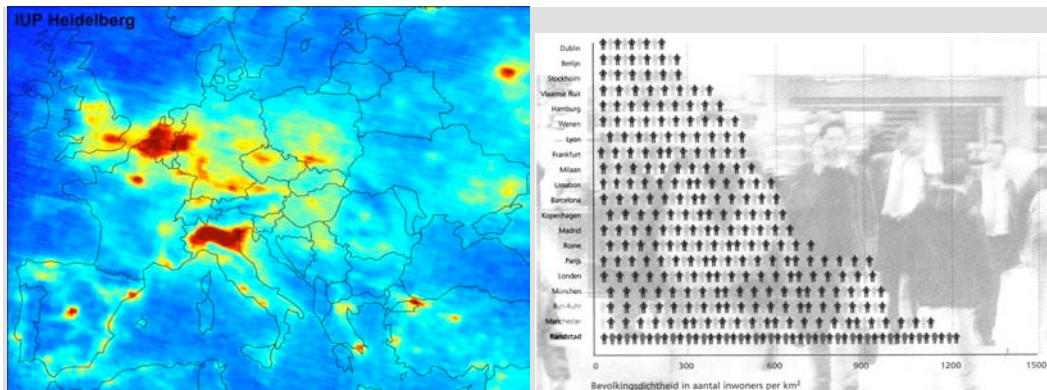 IUP Heidelberg
Dublin
Berlijn
Stockholm
Vlaamse Ruit
Hamburg
Wenen
Lyon
Frankfurt
Milaan
Lissabon
Barcelona
Kopenhagen
Madrid
Rome
Parijs
Londen
München
Manchester
Randstad
0
300
600
900
1200
1500
Bevolkingsdichtheid in aantal inwoners per km²